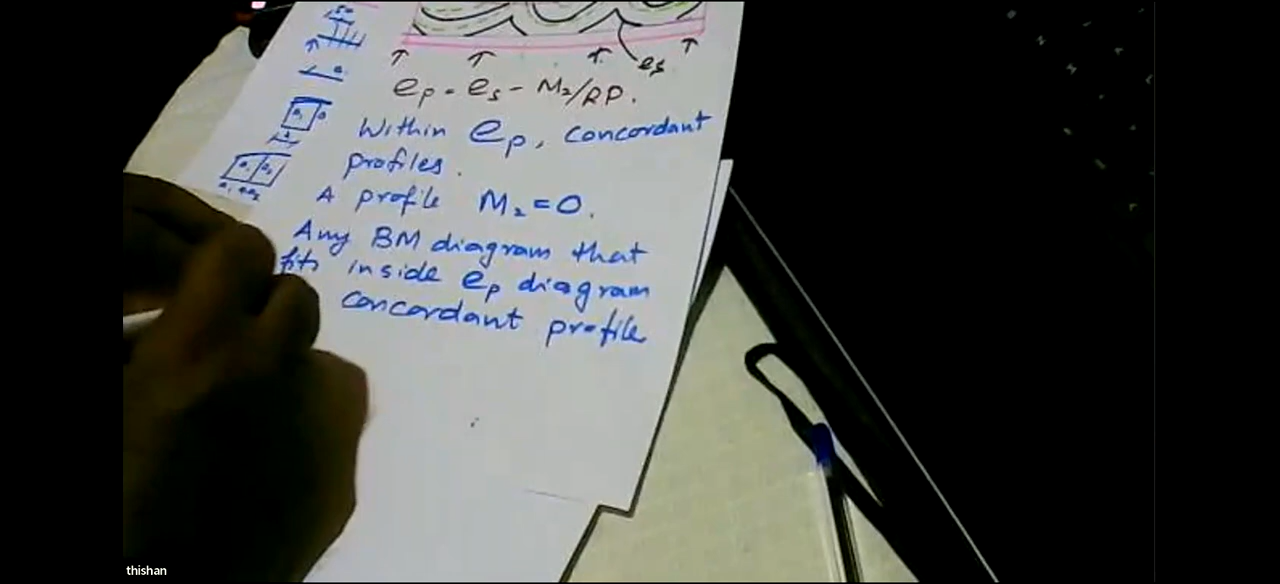 es
ep = es - M2/RP.
Within ep, concordant
profiles.
A profile M2 = 0.
Any BM diagram that
fits inside ep diagram
concordant profile
thishan